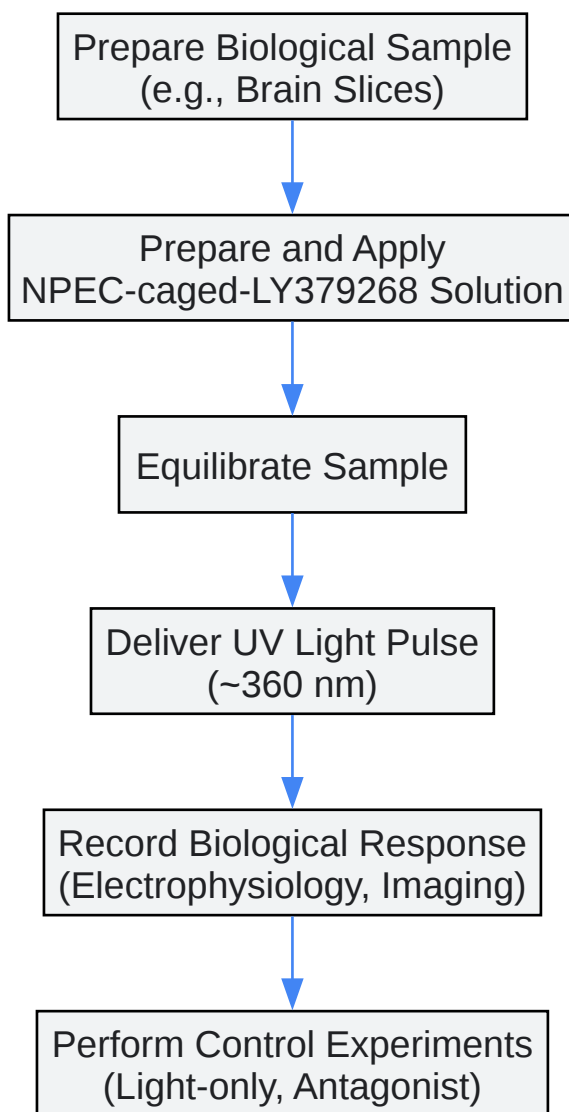 Prepare Biological Sample
(e.g., Brain Slices)
Prepare and Apply
NPEC-caged-LY379268 Solution
Equilibrate Sample
Deliver UV Light Pulse
(~360 nm)
Record Biological Response
(Electrophysiology, Imaging)
Perform Control Experiments
(Light-only, Antagonist)